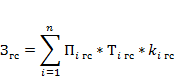 З_гс = ∑_{i=1}^{n} П_{i гс} * Т_{i гс} * k_{i гс}